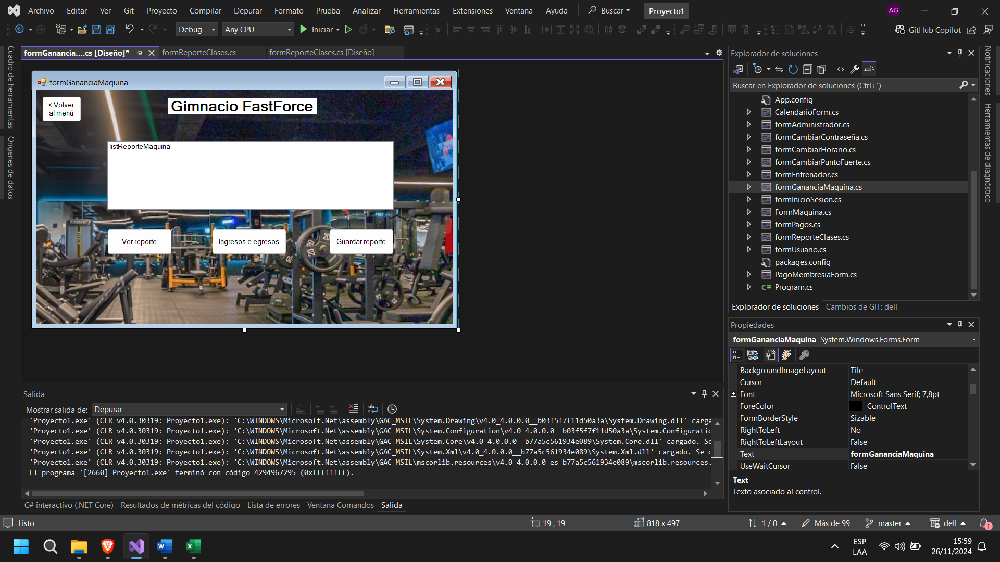 Archivo Editar Ver Git Proyecto Compilar Depurar Formato Prueba Analizar Herramientas Extensiones Ventana Ayuda Buscar Proyecto1 AG
Debug Any CPU Iniciar GitHub Copilot
Cuadro de herramientas
Orígenes de datos
formGanancia....cs [Diseño]* formReporteClases.cs formReporteClases.cs [Diseño]
formGananciaMaquina
< Volver
al menú
Gimnacio FastForce
listReporteMaquina
Ver reporte Ingresos e egresos Guardar reporte
20
20
Salida
Mostrar salida de: Depurar
'Proyecto1.exe' (CLR v4.0.30319: Proyecto1.exe): 'C:\WINDOWS\Microsoft.Net\assembly\GAC_MSIL\System.Drawing\v4.0_4.0.0.0__b03f5f7f11d50a3a\System.Drawing.dll' carga
'Proyecto1.exe' (CLR v4.0.30319: Proyecto1.exe): 'C:\WINDOWS\Microsoft.Net\assembly\GAC_MSIL\System.Configuration\v4.0_4.0.0.0__b03f5f7f11d50a3a\System.Configuratio
'Proyecto1.exe' (CLR v4.0.30319: Proyecto1.exe): 'C:\WINDOWS\Microsoft.Net\assembly\GAC_MSIL\System.Core\v4.0_4.0.0.0__b77a5c561934e089\System.Core.dll' cargado. Se
'Proyecto1.exe' (CLR v4.0.30319: Proyecto1.exe): 'C:\WINDOWS\Microsoft.Net\assembly\GAC_MSIL\System.Xml\v4.0_4.0.0.0__b77a5c561934e089\System.Xml.dll' cargado. Se c
'Proyecto1.exe' (CLR v4.0.30319: Proyecto1.exe): 'C:\WINDOWS\Microsoft.Net\assembly\GAC_MSIL\mscorlib.resources\v4.0_4.0.0.0_es_b77a5c561934e089\mscorlib.resources.
El programa '[2660] Proyecto1.exe' terminó con código 4294967295 (0xffffffff).
C# interactivo (.NET Core) Resultados de métricas del código Lista de errores Ventana Comandos Salida
Explorador de soluciones
Buscar en Explorador de soluciones (Ctrl+´)
App.config
CalendarioForm.cs
formAdministrador.cs
formCambiarContraseña.cs
formCambiarHorario.cs
formCambiarPuntoFuerte.cs
formEntrenador.cs
formGananciaMaquina.cs
formInicioSesion.cs
FormMaquina.cs
formPagos.cs
formReporteClases.cs
formUsuario.cs
packages.config
PagoMembresiaForm.cs
C# Program.cs
Explorador de soluciones Cambios de GIT: dell
Propiedades
formGananciaMaquina System.Windows.Forms.Form
BackgroundImageLayout Tile
Cursor Default
Font Microsoft Sans Serif; 7,8pt
ForeColor ControlText
FormBorderStyle Sizable
RightToLeft No
RightToLeftLayout False
Text formGananciaMaquina
UseWaitCursor False
Text
Texto asociado al control.
Notificaciones
Herramientas de diagnóstico
Listo 19 , 19 818 x 497 1 / 0 Más de 99 master dell 1
ESP
LAA
15:59
26/11/2024